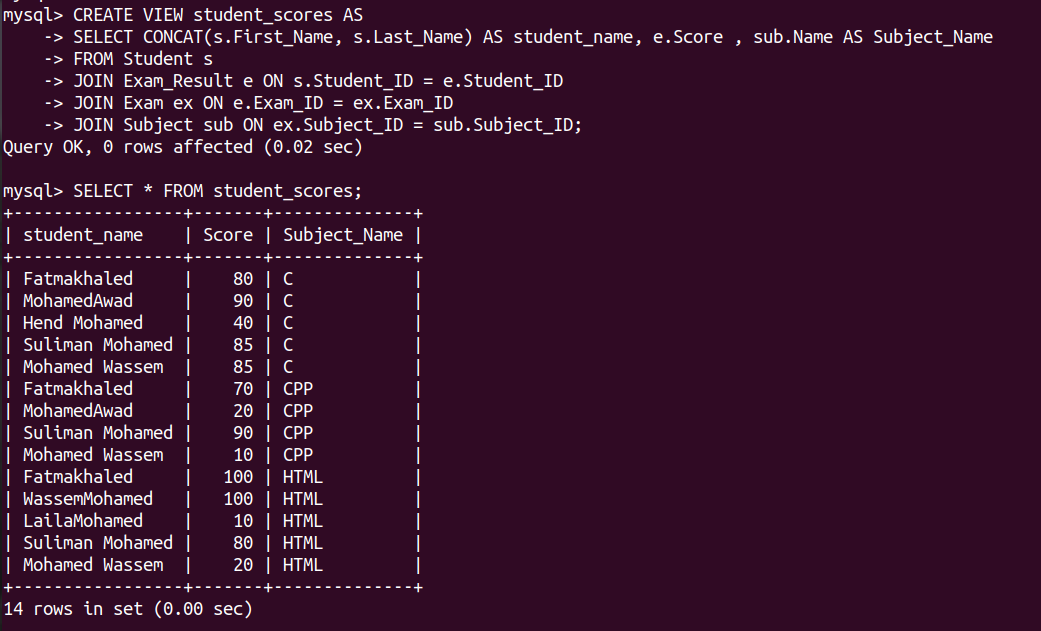 mysql> CREATE VIEW student_scores AS
    -> SELECT CONCAT(s.First_Name, s.Last_Name) AS student_name, e.Score , sub.Name AS Subject_Name
    -> FROM Student s
    -> JOIN Exam_Result e ON s.Student_ID = e.Student_ID
    -> JOIN Exam ex ON e.Exam_ID = ex.Exam_ID
    -> JOIN Subject sub ON ex.Subject_ID = sub.Subject_ID;
Query OK, 0 rows affected (0.02 sec)

mysql> SELECT * FROM student_scores;
+-----------------+-------+--------------+
| student_name    | Score | Subject_Name |
+-----------------+-------+--------------+
| Fatmakhaled     |    80 | C            |
| MohamedAwad     |    90 | C            |
| Hend Mohamed    |    40 | C            |
| Suliman Mohamed |    85 | C            |
| Mohamed Wassem  |    85 | C            |
| Fatmakhaled     |    70 | CPP          |
| MohamedAwad     |    20 | CPP          |
| Suliman Mohamed |    90 | CPP          |
| Mohamed Wassem  |    10 | CPP          |
| Fatmakhaled     |   100 | HTML         |
| WassemMohamed   |   100 | HTML         |
| LailaMohamed    |    10 | HTML         |
| Suliman Mohamed |    80 | HTML         |
| Mohamed Wassem  |    20 | HTML         |
+-----------------+-------+--------------+
14 rows in set (0.00 sec)